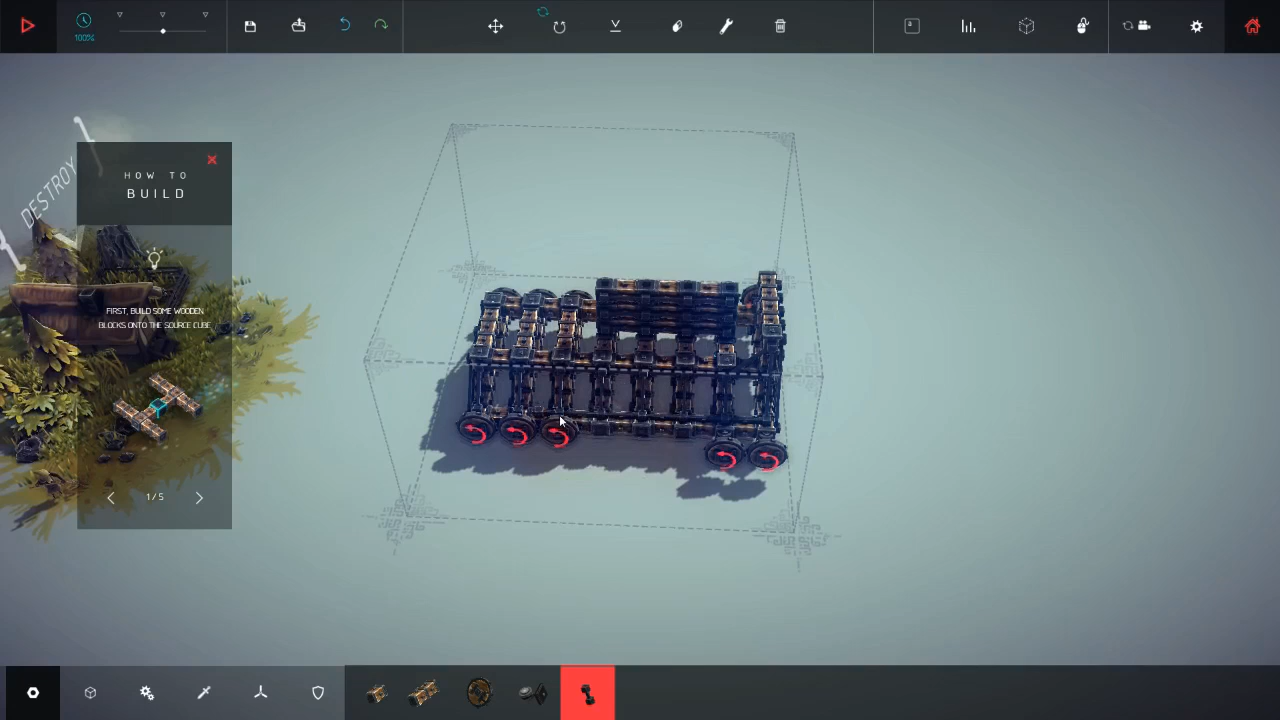 100%
DESTROY
HOW TO
BUILD
FIRST, BUILD SOME WOODEN
BLOCKS ONTO THE SOURCE CUBE
1/5